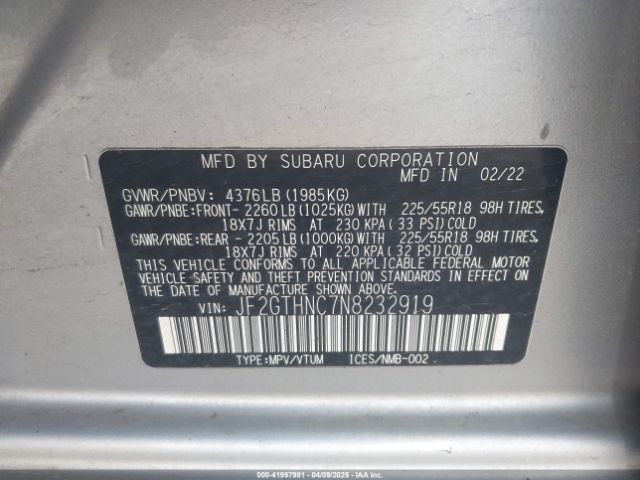 MFD BY SUBARU CORPORATION
MFD IN 02/22
GVWR/PNBV: 4376LB(1985KG)
GAWR/PNBE:FRONT- 2260LB(1025KG)WITH 225/55R18 98H TIRES,
18X7J RIMS AT 230 KPA(33 PSI)COLD
GAWR/PNBE:REAR - 2205LB(1000KG)WITH 225/55R18 98H TIRES,
18X7J RIMS AT 220 KPA(32 PSI)COLD
THIS VEHICLE CONFORMS TO ALL APPLICABLE FEDERAL MOTOR
VEHICLE SAFETY AND THEFT PREVENTION STANDARDS IN EFFECT ON
THE DATE OF MANUFACTURE SHOWN ABOVE.
VIN: JF2GTHNC7N8232919
TYPE:MPV/VTUM ICES/NMB-002
000-41997981 - 04/09/2025 - IAAI.CA